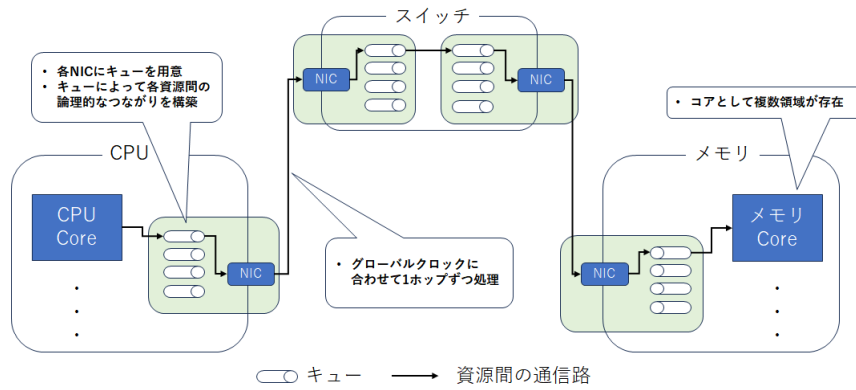 スイッチ
NIC
NIC
• 各NICにキューを用意
• キューによって各資源間の
論理的なつながりを構築
• コアとして複数領域が存在
CPU
メモリ
CPU
Core
NIC
• グローバルクロックに
合わせて1ホップずつ処理
NIC
メモリ
Core
キュー
資源間の通信路